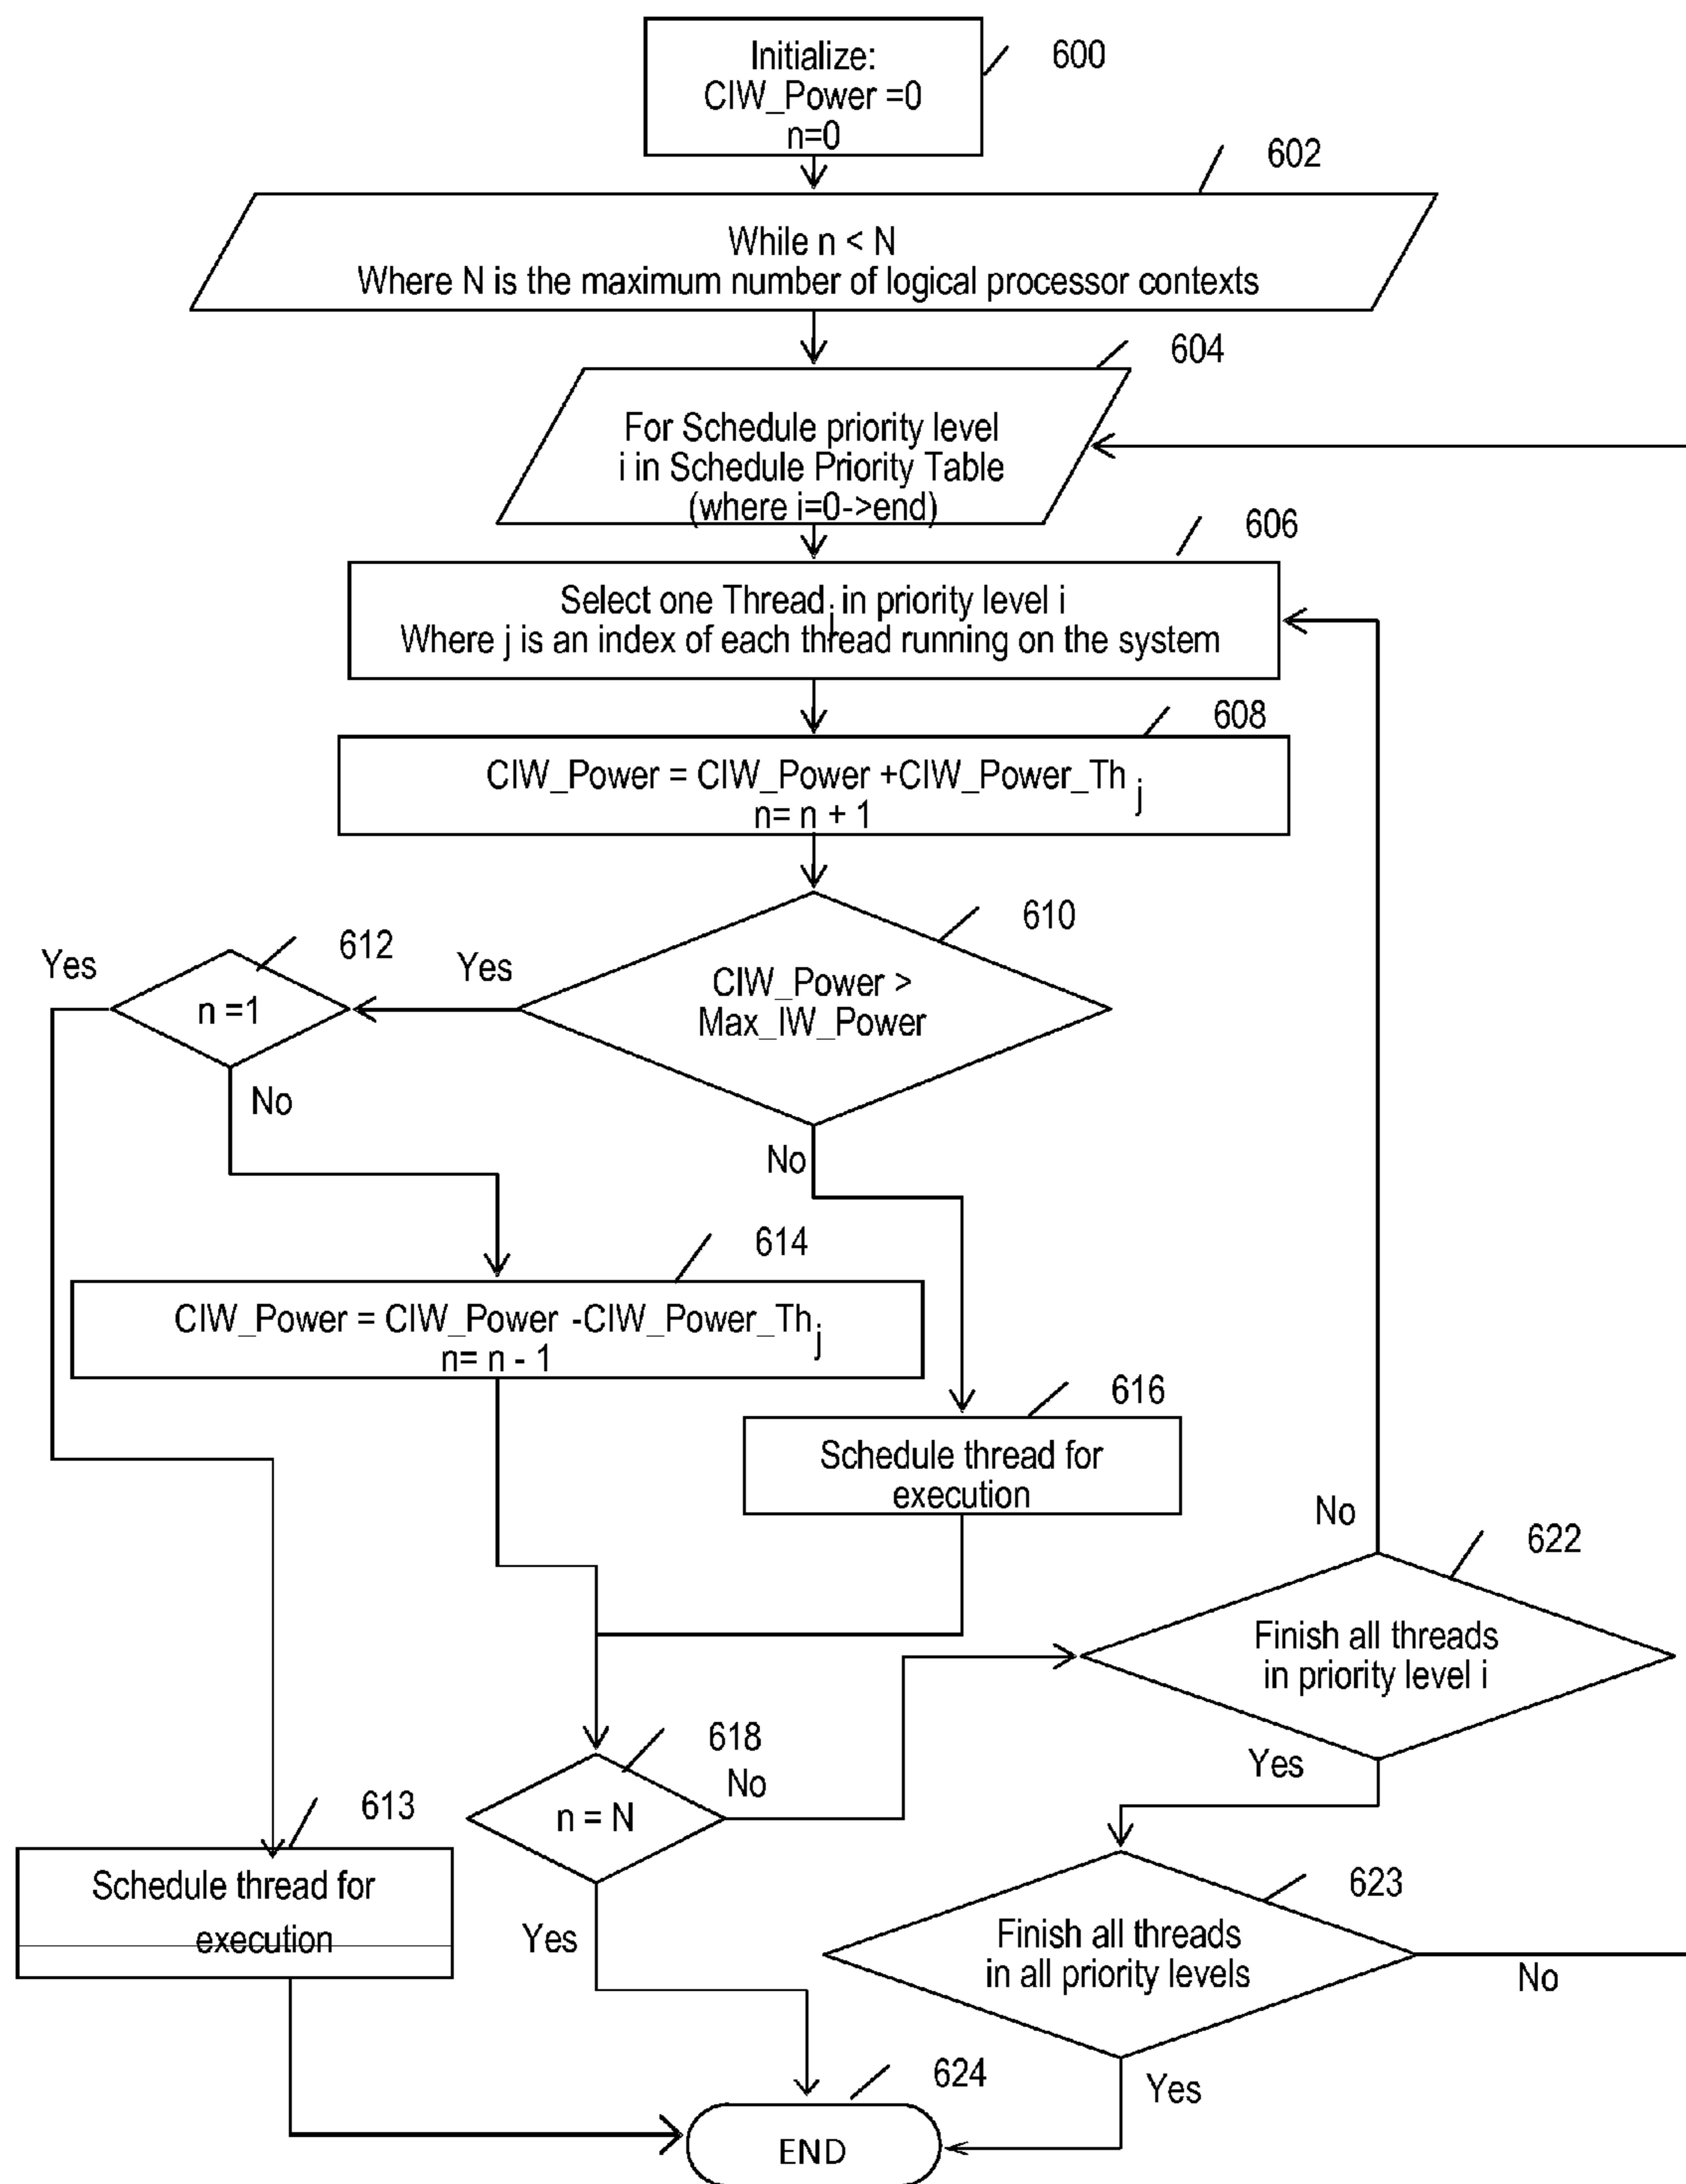 Initialize:
CIW_Power =0
n=0
600
602
While n < N
Where N is the maximum number of logical processor contexts
604
For Schedule priority level
i in Schedule Priority Table
(where i=0->end)
606
Select one Thread j in priority level i
Where j is an index of each thread running on the system
608
CIW_Power = CIW_Power +CIW_Power_Th j
n= n + 1
610
CIW_Power >
Max_IW_Power
Yes
612
n =1
Yes
No
No
614
CIW_Power = CIW_Power -CIW_Power_Th j
n= n - 1
616
Schedule thread for
execution
No
622
Finish all threads
in priority level i
Yes
618
n = N
No
Yes
613
Schedule thread for
execution
623
Finish all threads
in all priority levels
No
Yes
624
END